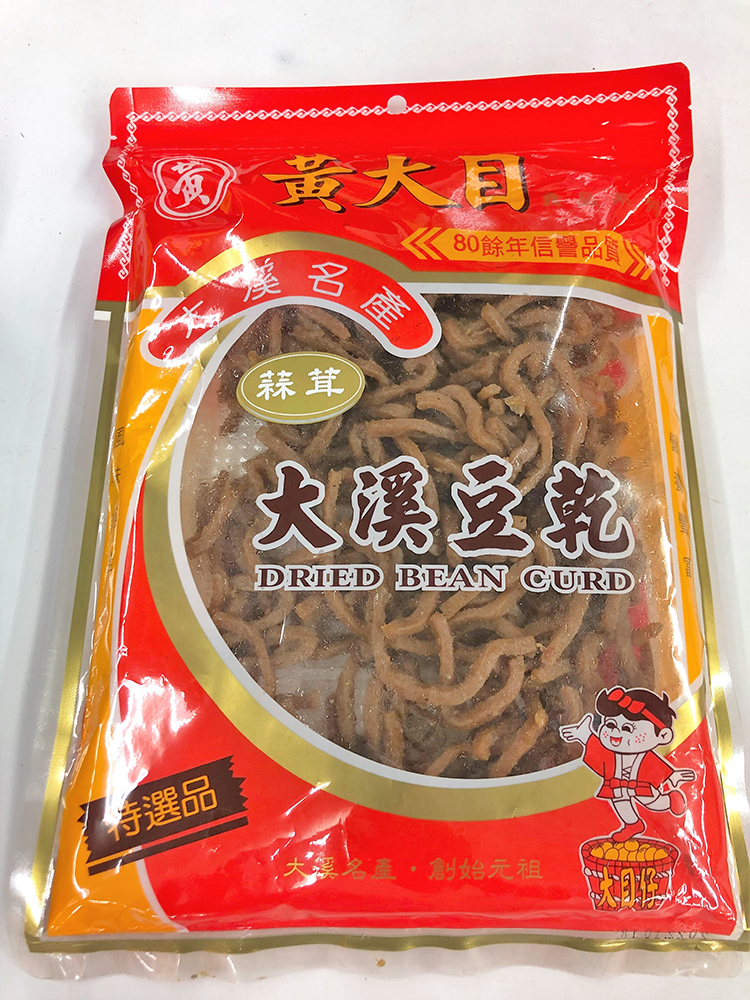 黃
黃大目
80餘年信譽品質
大溪名產
蒜茸
大溪豆乾
DRIED BEAN CURD
特選品
大溪名產・創始元祖
大目仔